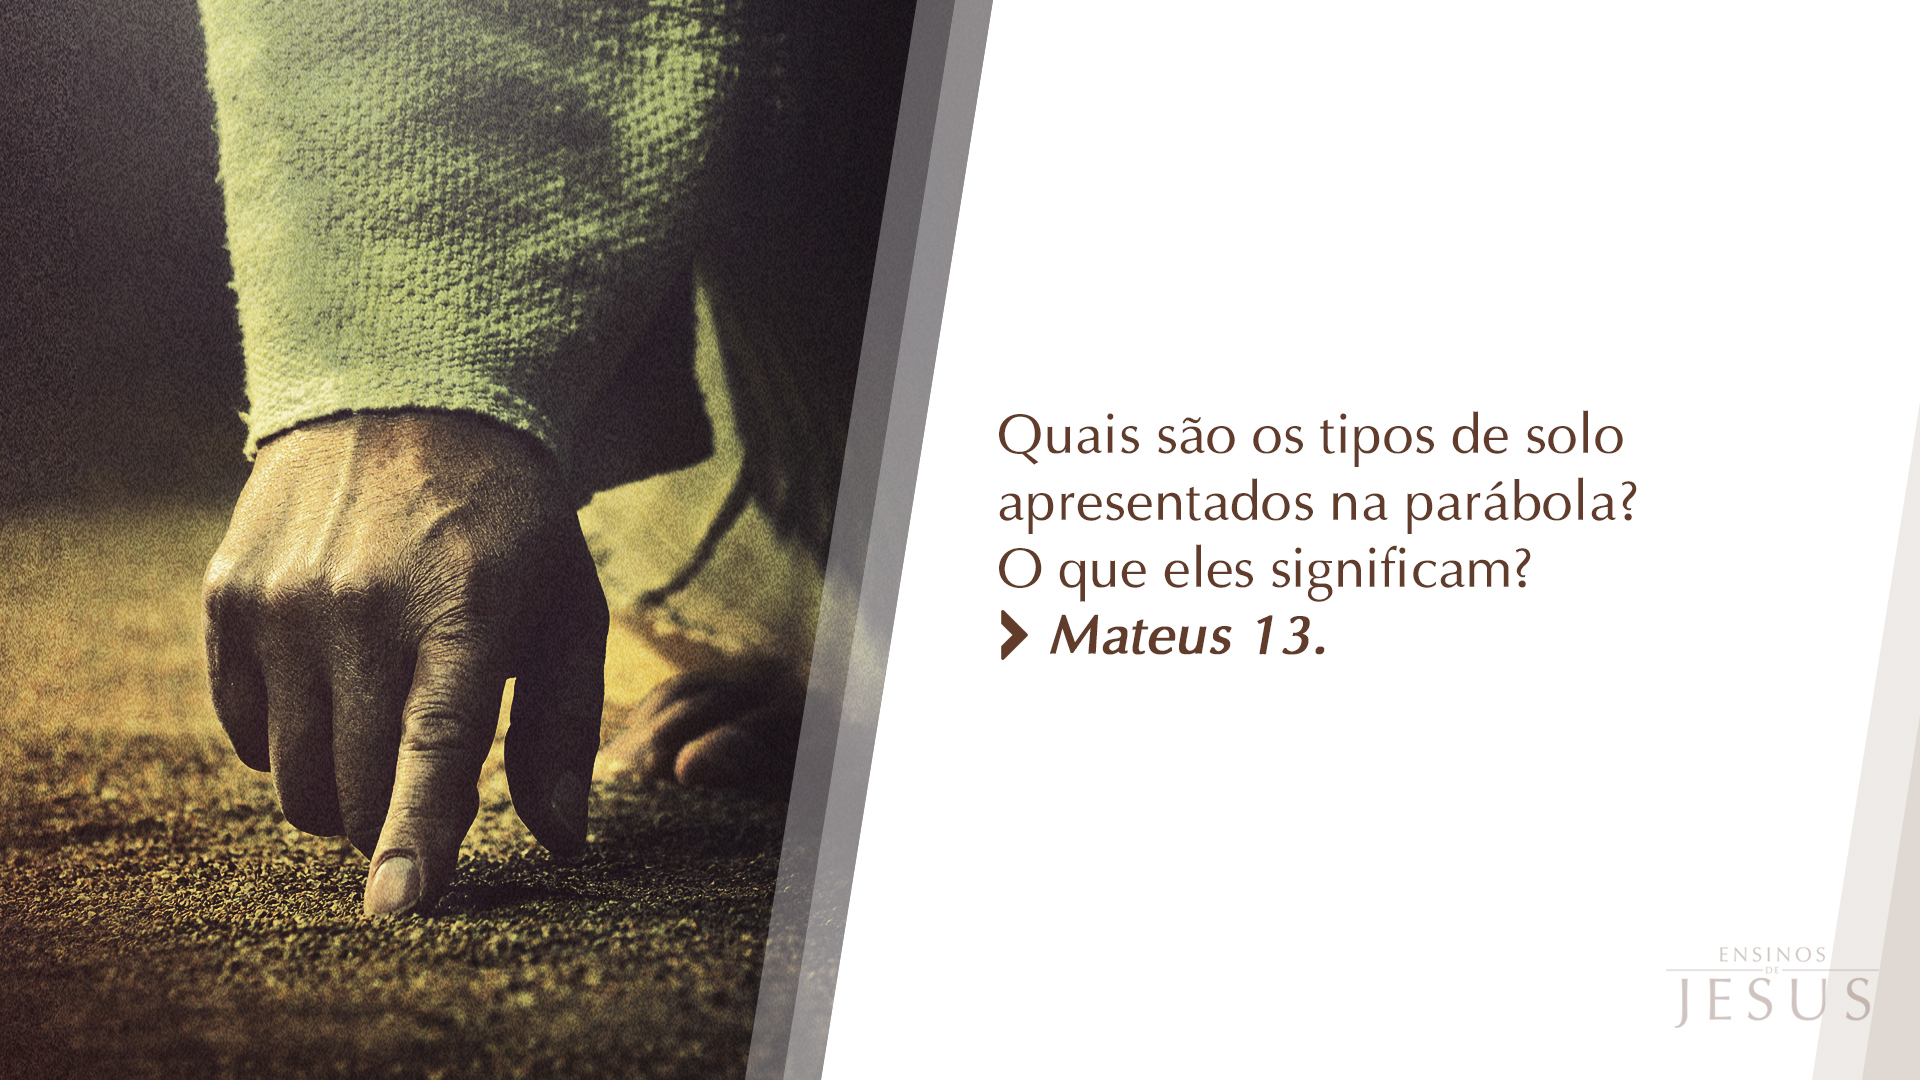 Quais são os tipos de solo
apresentados na parábola?
O que eles significam?
Mateus 13.
ENSINOS
DE
JESUS